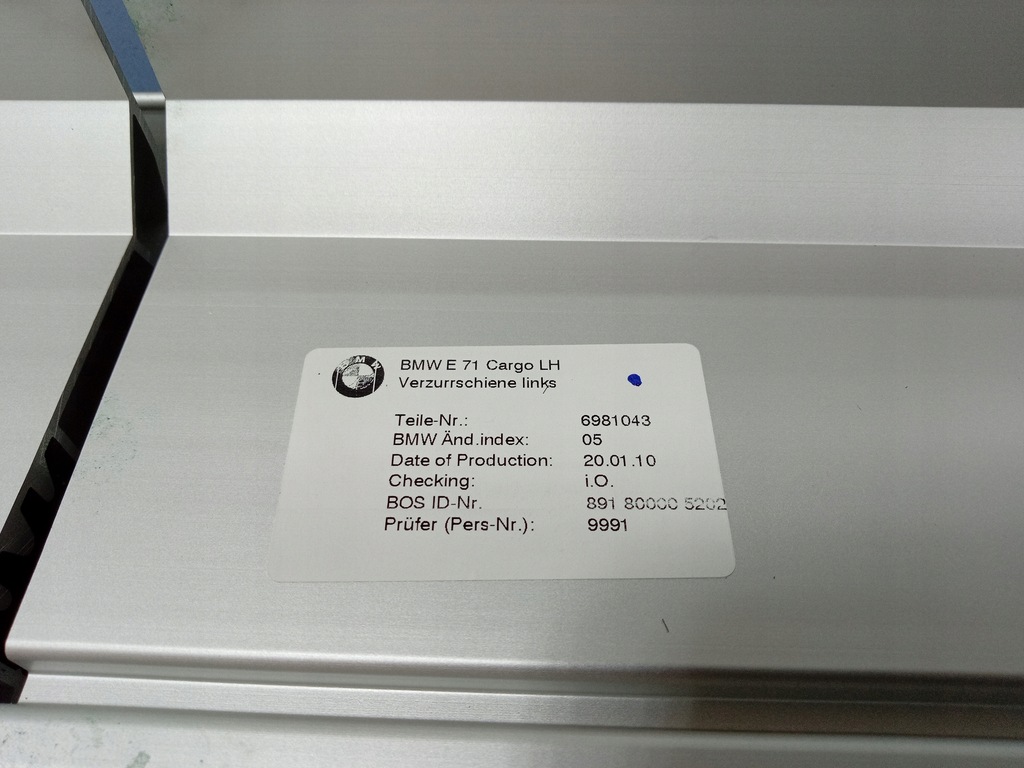 BMW
BMW E 71 Cargo LH
Verzurrschiene links
Teile-Nr.: 6981043
BMW Änd.index: 05
Date of Production: 20.01.10
Checking: i.O.
BOS ID-Nr. 891 80000 5202
Prüfer (Pers-Nr.): 9991